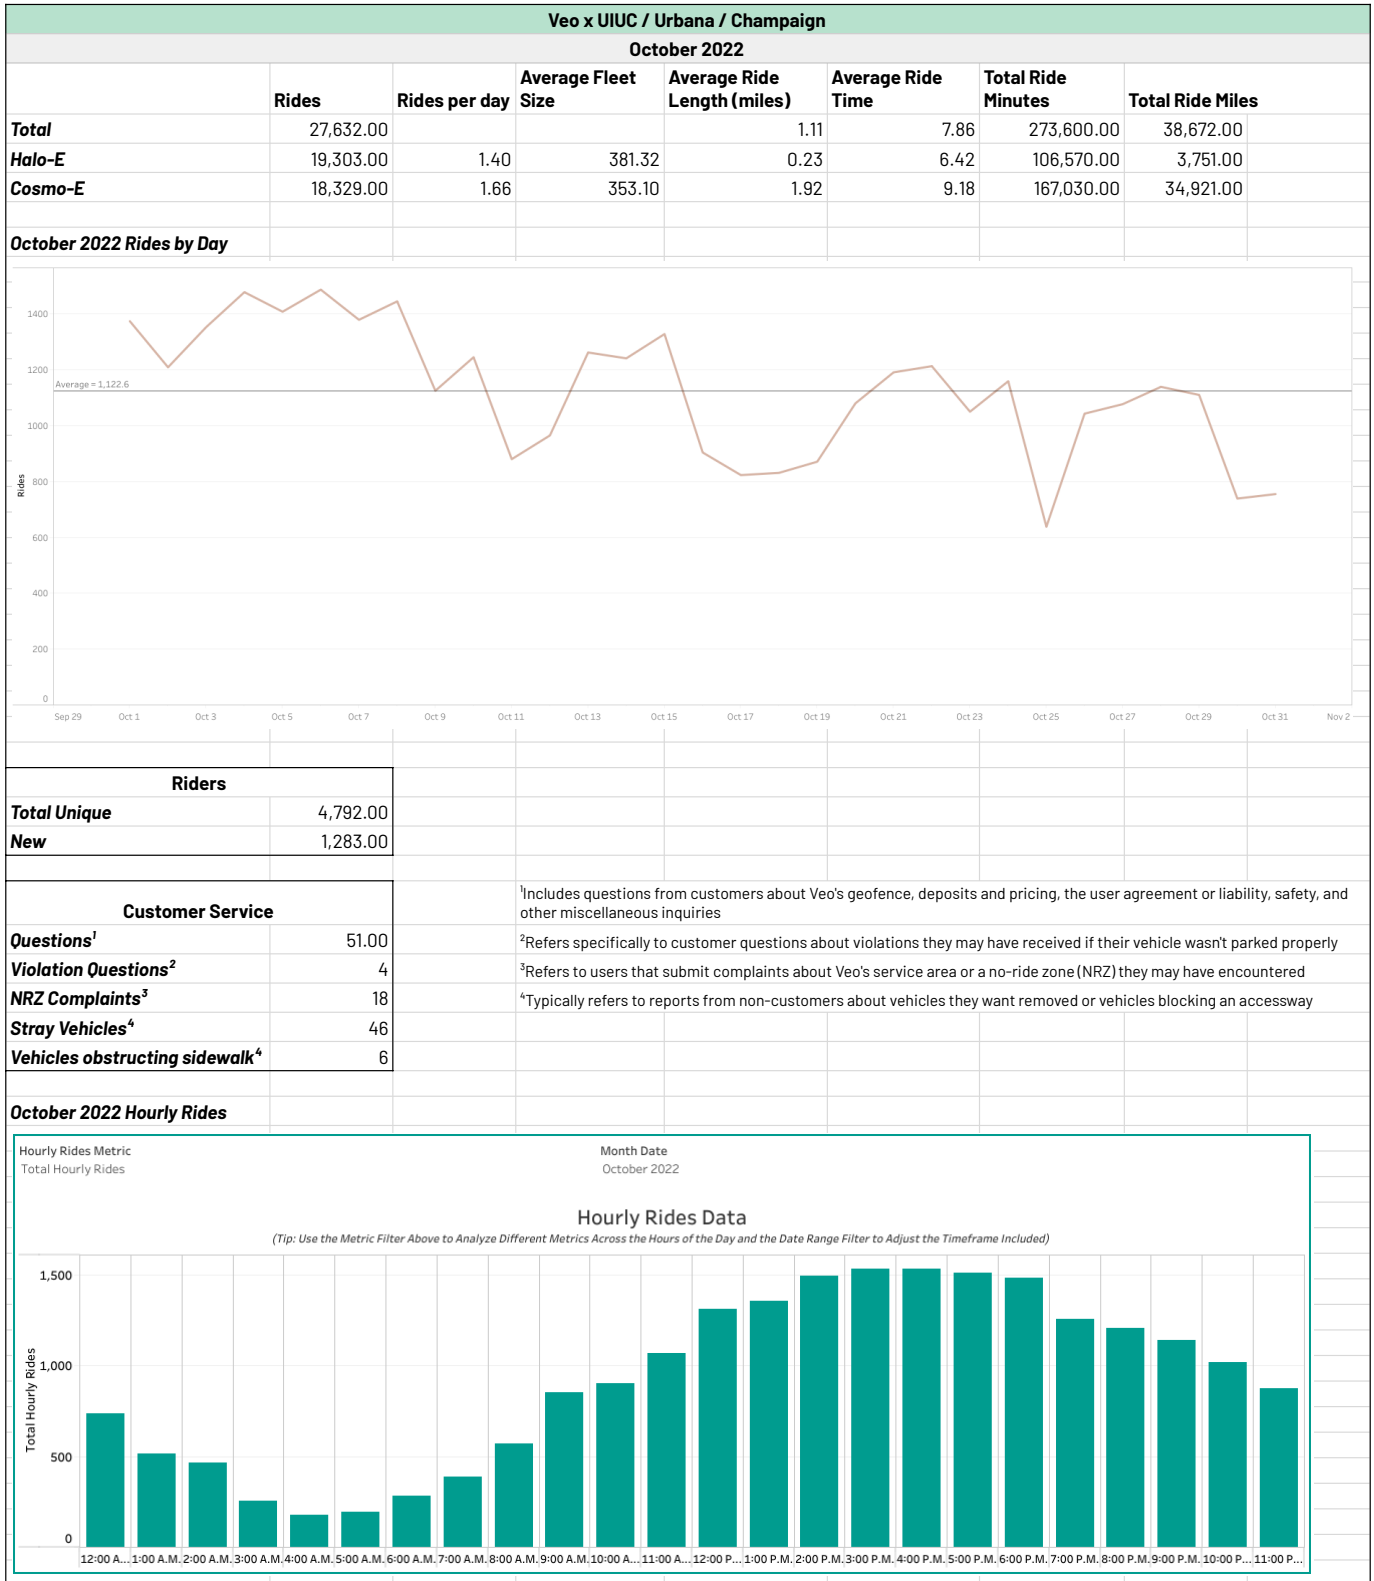 Veo x UIUC / Urbana / Champaign
October 2022
Rides Rides per day Average Fleet Size Average Ride Length (miles) Average Ride Time Total Ride Minutes Total Ride Miles
Total 27,632.00 1.11 7.86 273,600.00 38,672.00
Halo-E 19,303.00 1.40 381.32 0.23 6.42 106,570.00 3,751.00
Cosmo-E 18,329.00 1.66 353.10 1.92 9.18 167,030.00 34,921.00
October 2022 Rides by Day
1400
1200
Average = 1,122.6
1000
800
Rides
600
400
200
0
Sep 29 Oct 1 Oct 3 Oct 5 Oct 7 Oct 9 Oct 11 Oct 13 Oct 15 Oct 17 Oct 19 Oct 21 Oct 23 Oct 25 Oct 27 Oct 29 Oct 31 Nov 2
Riders
Total Unique 4,792.00
New 1,283.00
Customer Service
¹Includes questions from customers about Veo's geofence, deposits and pricing, the user agreement or liability, safety, and
other miscellaneous inquiries
Questions¹ 51.00
²Refers specifically to customer questions about violations they may have received if their vehicle wasn't parked properly
Violation Questions² 4
³Refers to users that submit complaints about Veo's service area or a no-ride zone (NRZ) they may have encountered
NRZ Complaints³ 18
⁴Typically refers to reports from non-customers about vehicles they want removed or vehicles blocking an accessway
Stray Vehicles⁴ 46
Vehicles obstructing sidewalk⁴ 6
October 2022 Hourly Rides
Hourly Rides Metric Month Date
Total Hourly Rides October 2022
Hourly Rides Data
(Tip: Use the Metric Filter Above to Analyze Different Metrics Across the Hours of the Day and the Date Range Filter to Adjust the Timeframe Included)
1,500
1,000
Total Hourly Rides
500
0
12:00 A... 1:00 A.M. 2:00 A.M. 3:00 A.M. 4:00 A.M. 5:00 A.M. 6:00 A.M. 7:00 A.M. 8:00 A.M. 9:00 A.M. 10:00 A... 11:00 A... 12:00 P... 1:00 P.M. 2:00 P.M. 3:00 P.M. 4:00 P.M. 5:00 P.M. 6:00 P.M. 7:00 P.M. 8:00 P.M. 9:00 P.M. 10:00 P... 11:00 P...